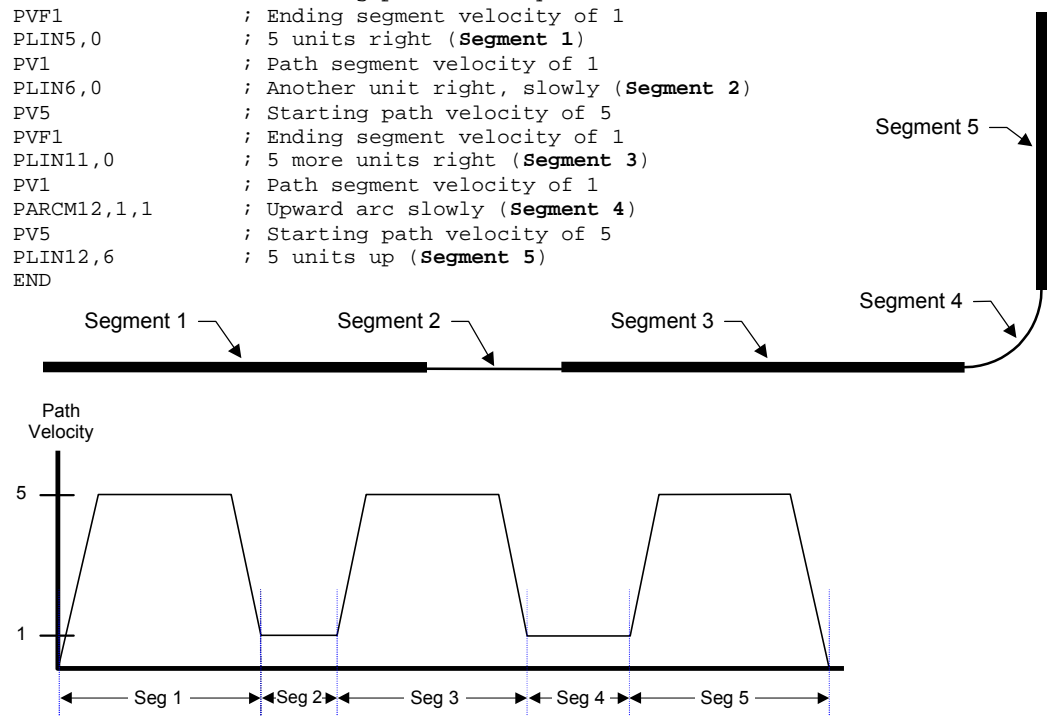 PVF1 ; Ending segment velocity of 1
PLIN5,0 ; 5 units right (Segment 1)
PV1 ; Path segment velocity of 1
PLIN6,0 ; Another unit right, slowly (Segment 2)
PV5 ; Starting path velocity of 5
PVF1 ; Ending segment velocity of 1
PLIN11,0 ; 5 more units right (Segment 3)
PV1 ; Path segment velocity of 1
PARCM12,1,1 ; Upward arc slowly (Segment 4)
PV5 ; Starting path velocity of 5
PLIN12,6 ; 5 units up (Segment 5)
END
Segment 5
Segment 4
Segment 1
Segment 2
Segment 3
Path
Velocity
5
1
Seg 1
Seg 2
Seg 3
Seg 4
Seg 5